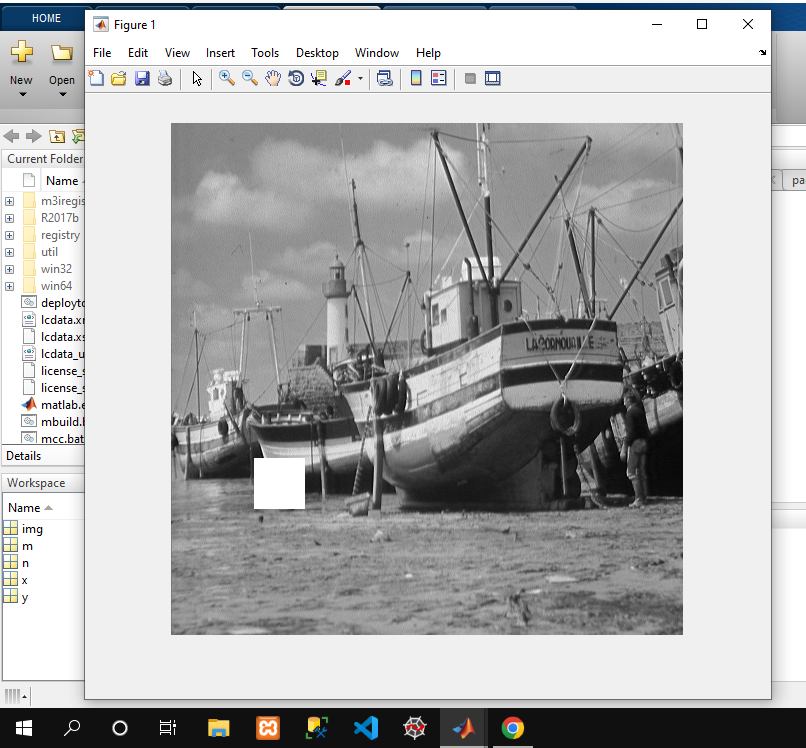 HOME
Figure 1
File Edit View Insert Tools Desktop Window Help
New
Open
Current Folder
Name
m3iregis
R2017b
registry
util
win32
win64
deployto
lcdata.xr
lcdata.xs
lcdata_u
license_s
license_s
matlab.e
mbuild.b
mcc.bat
Details
Workspace
Name
img
m
n
x
y
pa
LACORNOUAILLE